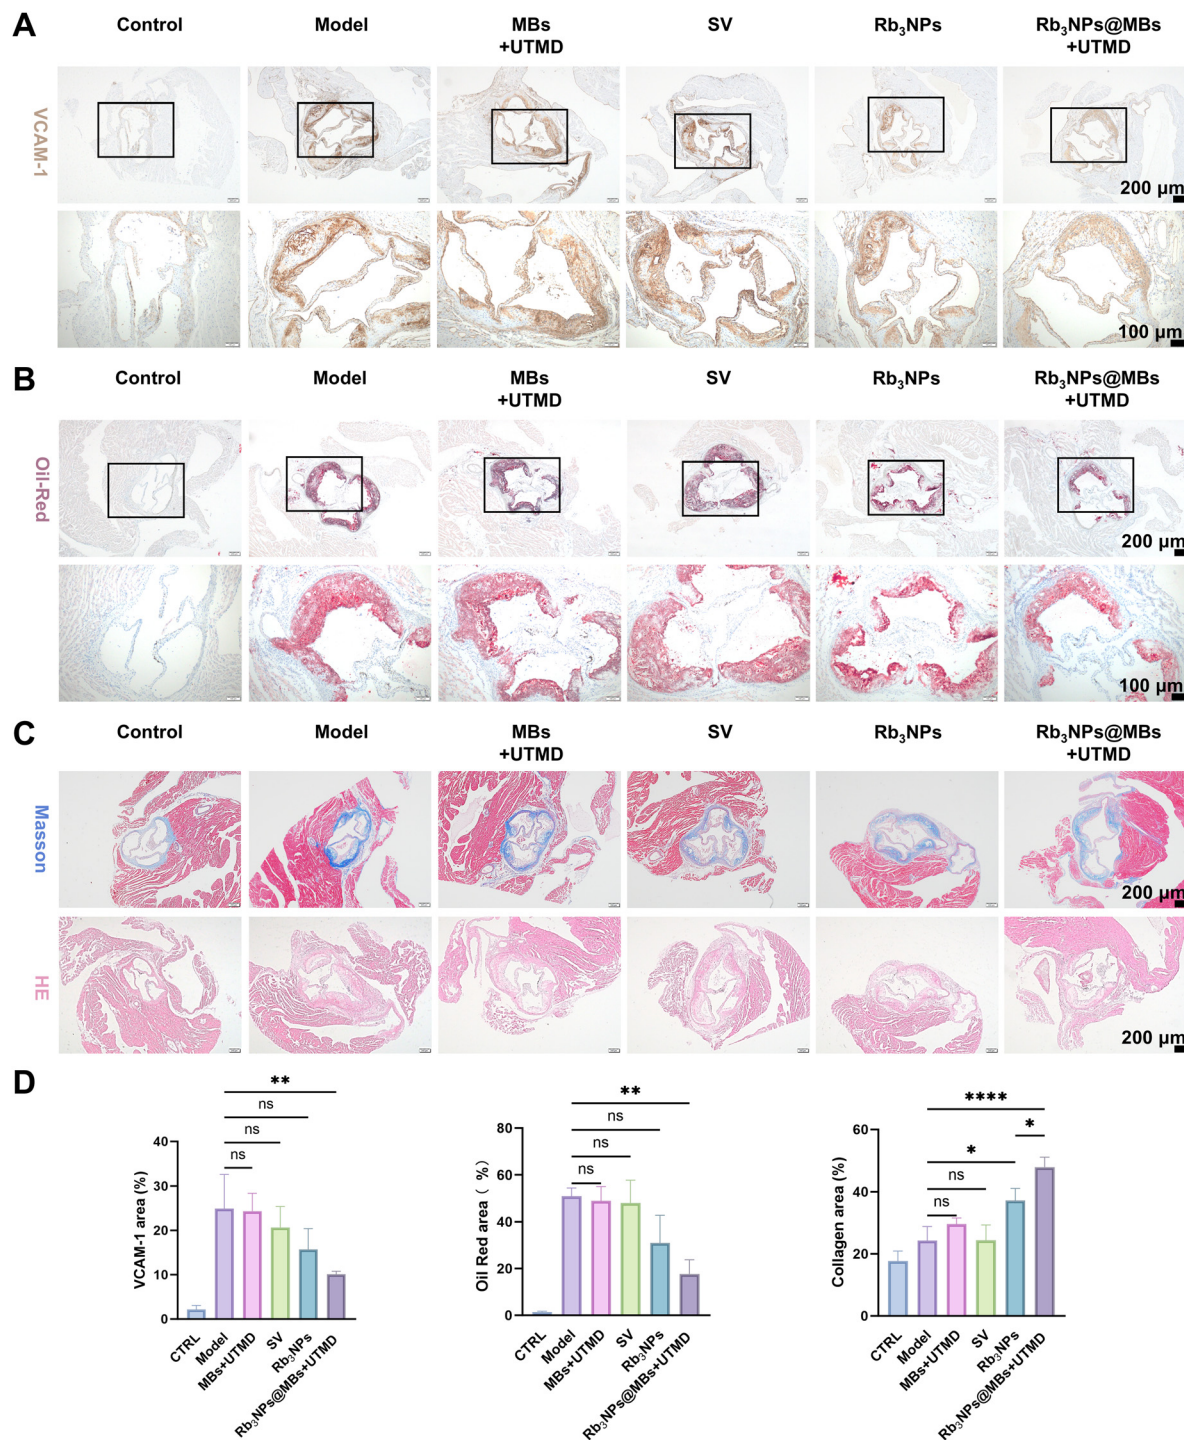 A
Control
Model
MBs
+UTMD
SV
Rb₃NPs
Rb₃NPs@MBs
+UTMD
VCAM-1
200 μm
100 μm
B
Control
Model
MBs
+UTMD
SV
Rb₃NPs
Rb₃NPs@MBs
+UTMD
Oil-Red
200 μm
100 μm
C
Control
Model
MBs
+UTMD
SV
Rb₃NPs
Rb₃NPs@MBs
+UTMD
Masson
200 μm
HE
200 μm
D
**
ns
ns
ns
VCAM-1 area (%)
40
30
20
10
0
CTRL
Model
MBs+UTMD
SV
Rb₃NPs
Rb₃NPs@MBs+UTMD
**
ns
ns
ns
Oil Red area ( %)
80
60
40
20
0
CTRL
Model
MBs+UTMD
SV
Rb₃NPs
Rb₃NPs@MBs+UTMD
****
*
*
ns
ns
Collagen area (%)
60
40
20
0
CTRL
Model
MBs+UTMD
SV
Rb₃NPs
Rb₃NPs@MBs+UTMD